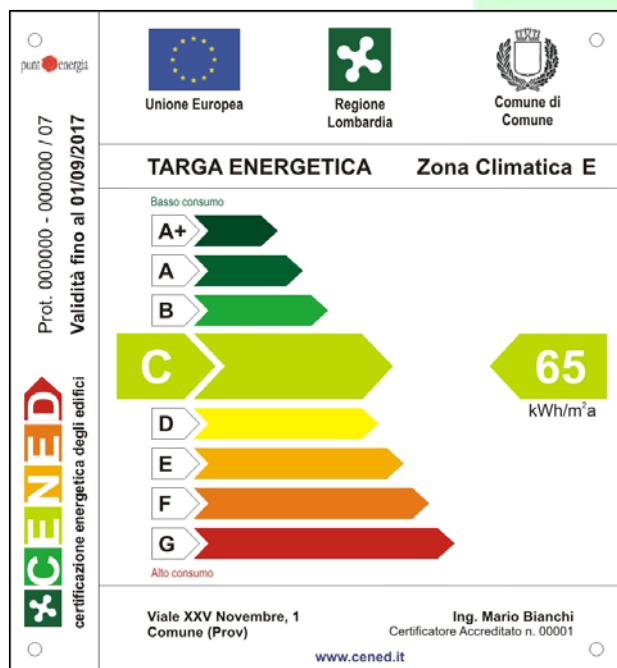 punt energia
Prot. 000000 - 000000 / 07
Validità fino al 01/09/2017
CENED
certificazione energetica degli edifici
Unione Europea
Regione
Lombardia
Comune di
Comune
TARGA ENERGETICA Zona Climatica E
Basso consumo
A+
A
B
C 65
kWh/m²a
D
E
F
G
Alto consumo
Viale XXV Novembre, 1
Comune (Prov)
Ing. Mario Bianchi
Certificatore Accreditato n. 00001
www.cened.it